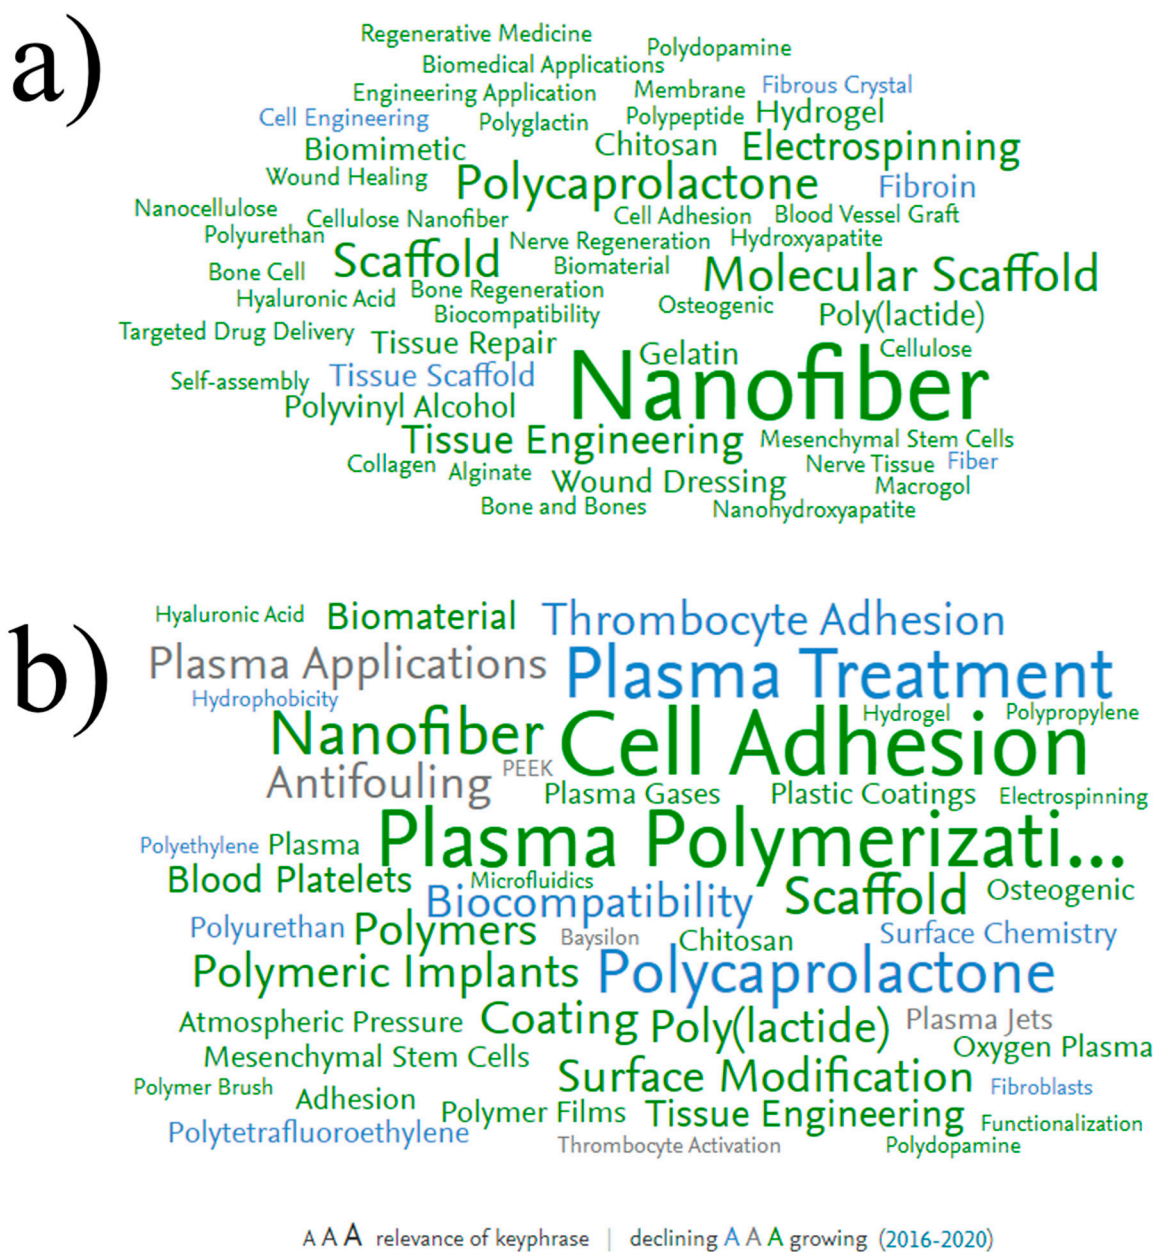 a)
Regenerative Medicine
Polydopamine
Biomedical Applications
Engineering Application Membrane Fibrous Crystal
Cell Engineering Polyglactin Polypeptide Hydrogel
Biomimetic Chitosan Electrospinning
Wound Healing Polycaprolactone Fibroin
Nanocellulose Cellulose Nanofiber Cell Adhesion Blood Vessel Graft
Polyurethan Scaffold Nerve Regeneration Hydroxyapatite
Bone Cell Biomaterial Molecular Scaffold
Hyaluronic Acid Bone Regeneration Osteogenic
Biocompatibility Poly(lactide)
Targeted Drug Delivery Tissue Repair Gelatin Cellulose
Self-assembly Tissue Scaffold Nanofiber
Polyvinyl Alcohol
Tissue Engineering Mesenchymal Stem Cells
Collagen Alginate Wound Dressing Nerve Tissue Fiber
Macrogol
Bone and Bones Nanohydroxyapatite
b)
Hyaluronic Acid Biomaterial Thrombocyte Adhesion
Plasma Applications Plasma Treatment
Hydrophobicity
Nanofiber Cell Adhesion Hydrogel Polypropylene
Antifouling PEEK
Plasma Gases Plastic Coatings Electrospinning
Polyethylene Plasma Plasma Polymerizati...
Blood Platelets Microfluidics
Biocompatibility Scaffold Osteogenic
Polyurethan Polymers Baysilon Chitosan Surface Chemistry
Polymeric Implants Polycaprolactone
Atmospheric Pressure Coating Poly(lactide) Plasma Jets
Mesenchymal Stem Cells Oxygen Plasma
Polymer Brush Surface Modification Fibroblasts
Adhesion Polymer Films Tissue Engineering Functionalization
Polytetrafluoroethylene Thrombocyte Activation Polydopamine
A A A relevance of keyphrase | declining A A A growing (2016-2020)